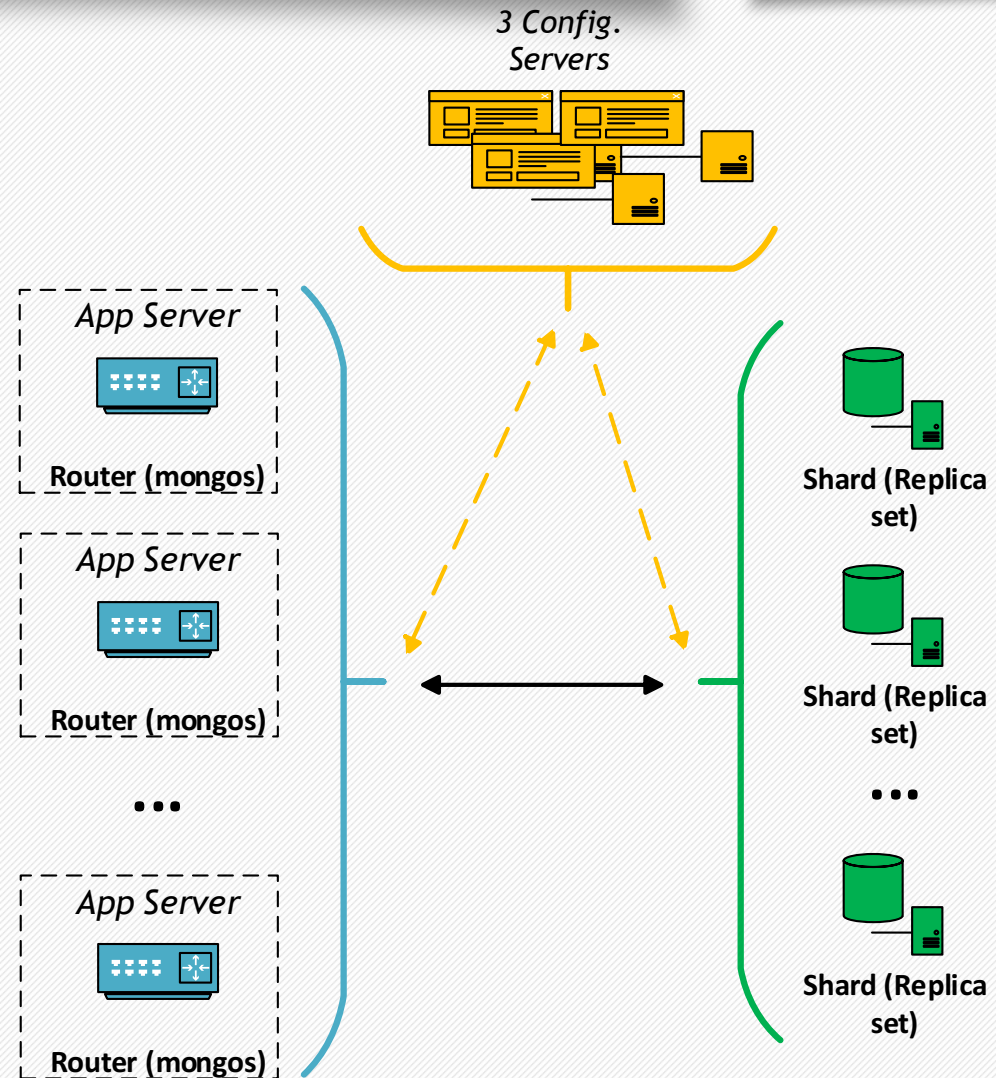 3 Config.
Servers
App Server
Router (mongos)
App Server
Router (mongos)
...
App Server
Router (mongos)
Shard (Replica
set)
Shard (Replica
set)
...
Shard (Replica
set)